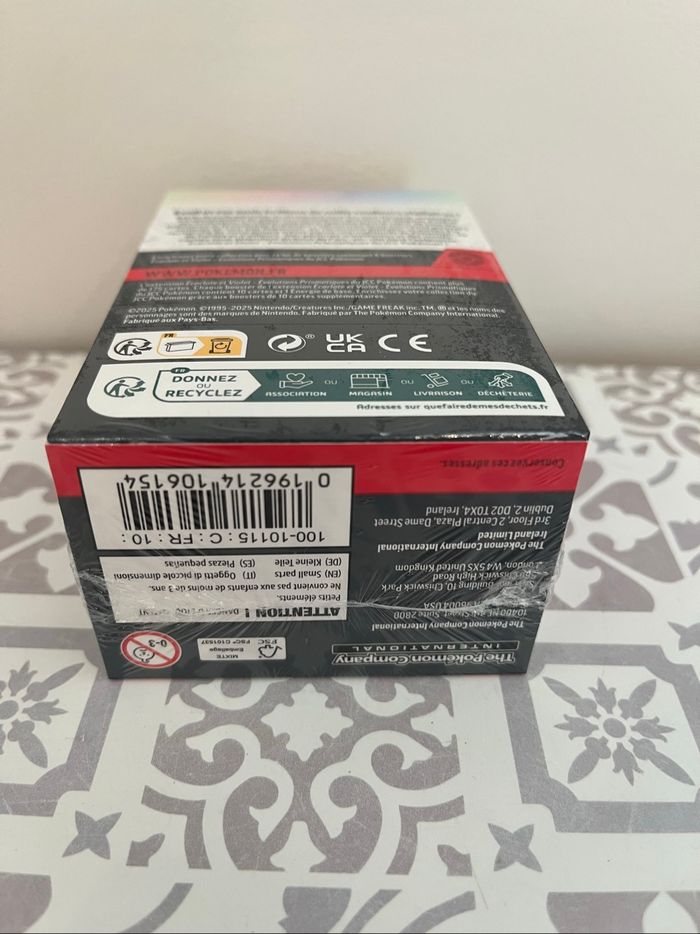 WWW.POKEMON.FR
L'extension Écarlate et Violet - Évolutions Prismatiques du JCC Pokémon contient plus
de 175 cartes. Chaque booster de l'extension Écarlate et Violet - Évolutions Prismatiques
du JCC Pokémon contient 10 cartes et 1 Énergie de base.
JCC Pokémon grâce aux boosters de 10 cartes supplémentaires.
©2025 Pokémon. ©1995-2025 Nintendo/Creatures Inc./GAME FREAK inc. TM, ® et les noms des
personnages sont des marques de Nintendo. Fabriqué par The Pokémon Company International.
Fabriqué aux Pays-Bas.
FR
UK
CA
CE
FR
DONNEZ
OU
RECYCLEZ
ASSOCIATION
OU
MAGASIN
OU
LIVRAISON
OU
DÉCHÈTERIE
Adresses sur quefairedemesdechets.fr
The Pokémon Company
INTERNATIONAL
The Pokémon Company International
10400 NE 4th St., Suite 2800
98004 USA
Building 10, Chiswick Park
Chiswick High Road
London, W4 5XS United Kingdom
The Pokémon Company International
Ireland Limited
3rd Floor, 2 Central Plaza, Dame Street
Dublin 2, D02 T0X4, Ireland
Conservez ces adresses.
MIXTE
Emballage
FSC® C101537
FSC
0-3
ATTENTION !
Petits éléments.
Ne convient pas aux enfants de moins de 3 ans.
(EN) Small parts (IT) Oggetti di piccole dimensioni
(DE) Kleine Teile (ES) Piezas pequeñas
100-10115 : C : FR : 10 :
0 196214 106154